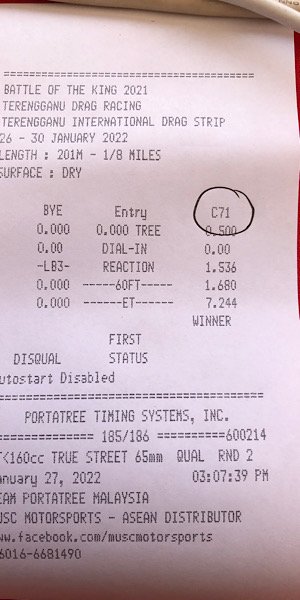 =================================================
BATTLE OF THE KING 2021
TERENGGANU DRAG RACING
TERENGGANU INTERNATIONAL DRAG STRIP
26 - 30 JANUARY 2022
LENGTH : 201M - 1/8 MILES
SURFACE : DRY
BYE Entry C71
0.000 0.000 TREE 0.500
0.00 DIAL-IN 0.00
-LB3- REACTION 1.536
0.000 ------60FT----- 1.680
0.000 ------ET------- 7.244
WINNER
FIRST
DISQUAL STATUS
utostart Disabled
=================================================
PORTATREE TIMING SYSTEMS, INC.
============== 185/186 ==========600214
T<160cc TRUE STREET 65mm QUAL RND 2
anuary 27, 2022 03:07:39 PM
EAM PORTATREE MALAYSIA
USC MOTORSPORTS - ASEAN DISTRIBUTOR
ww.facebook.com/muscmotorsports
6016-6681490